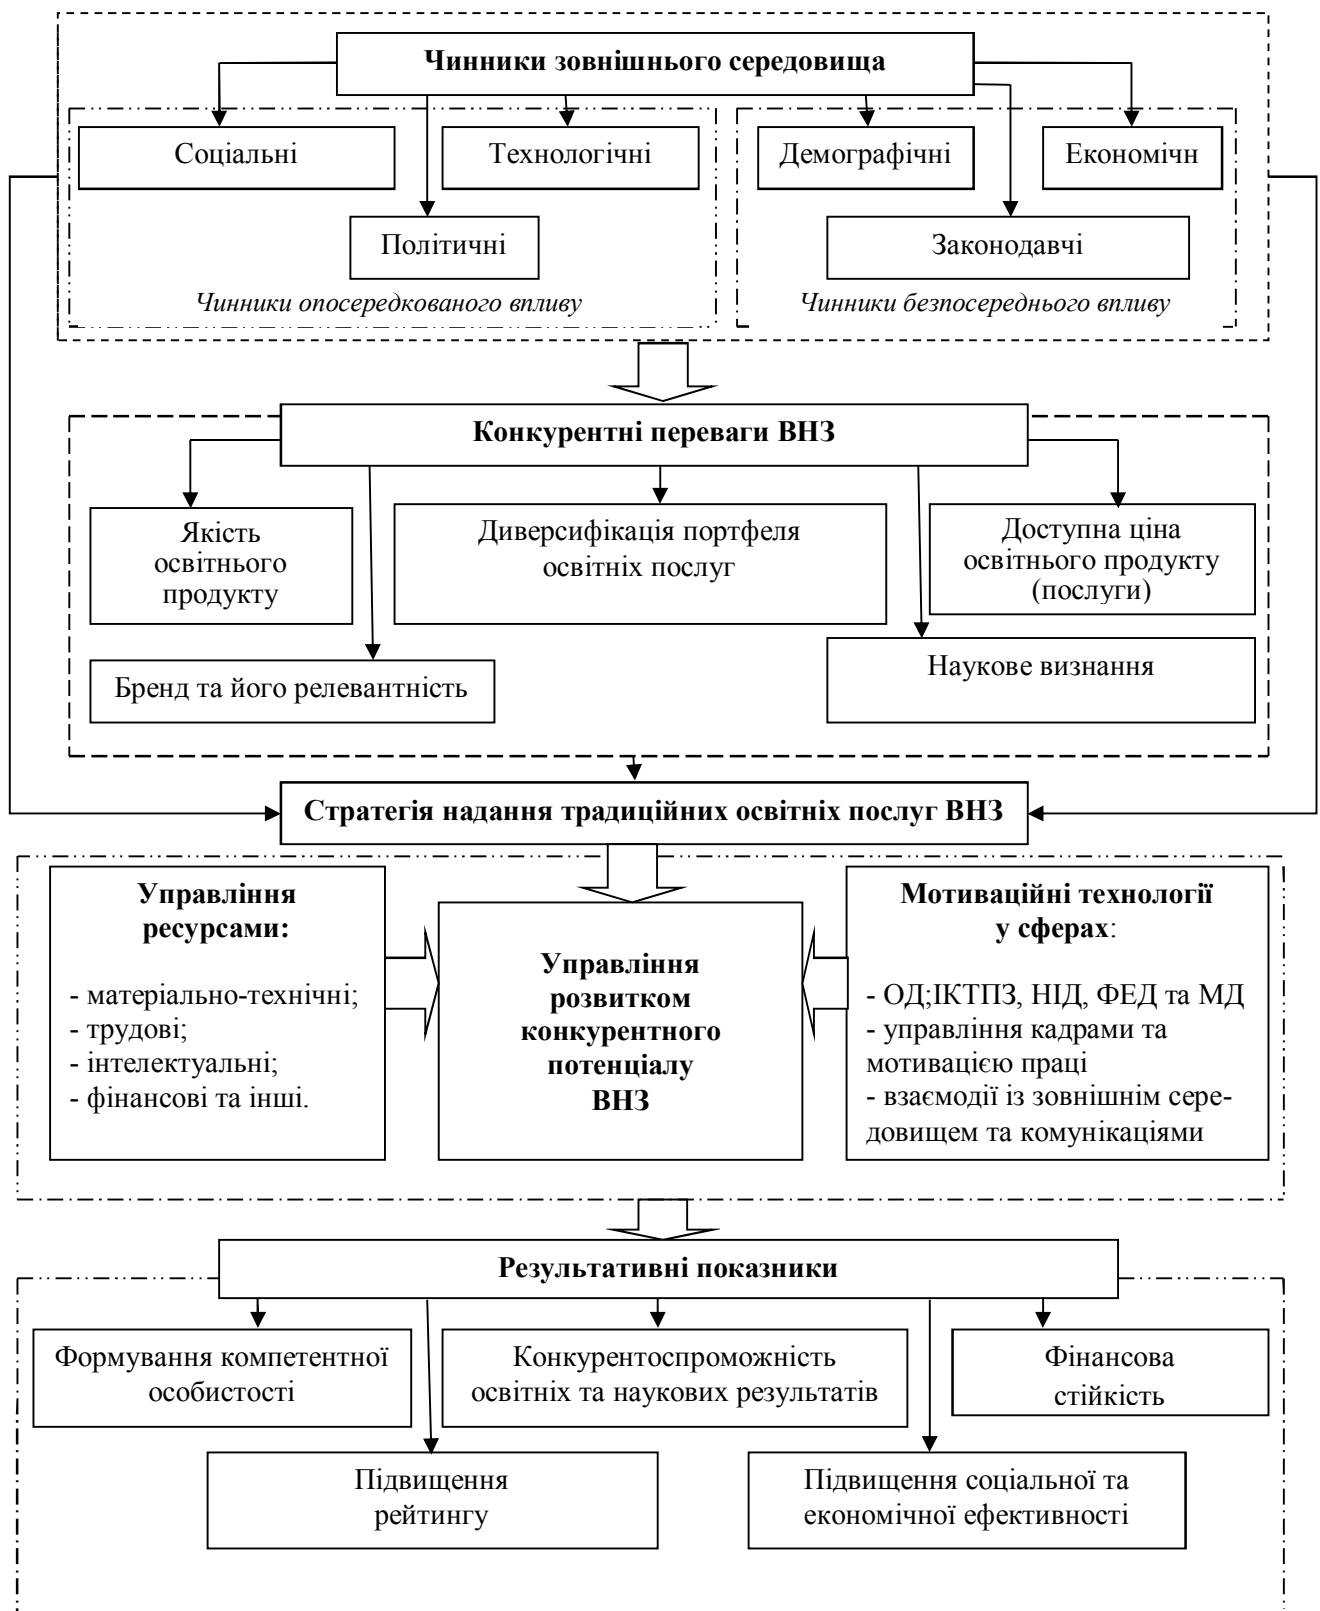 Чинники зовнішнього середовища
Соціальні
Технологічні
Демографічні
Економічн
Політичні
Законодавчі
Чинники опосередкованого впливу
Чинники безпосереднього впливу
Конкурентні переваги ВНЗ
Якість
освітнього
продукту
Диверсифікація портфеля
освітніх послуг
Доступна ціна
освітнього продукту
(послуги)
Бренд та його релевантність
Наукове визнання
Стратегія надання традиційних освітніх послуг ВНЗ
Управління
ресурсами:
- матеріально-технічні;
- трудові;
- інтелектуальні;
- фінансові та інші.
Управління
розвитком
конкурентного
потенціалу
ВНЗ
Мотиваційні технології
у сферах:
- ОД;ІКТПЗ, НІД, ФЕД та МД
- управління кадрами та
мотивацією праці
- взаємодії із зовнішнім сере-
довищем та комунікаціями
Результативні показники
Формування компетентної
особистості
Конкурентоспроможність
освітніх та наукових результатів
Фінансова
стійкість
Підвищення
рейтингу
Підвищення соціальної та
економічної ефективності